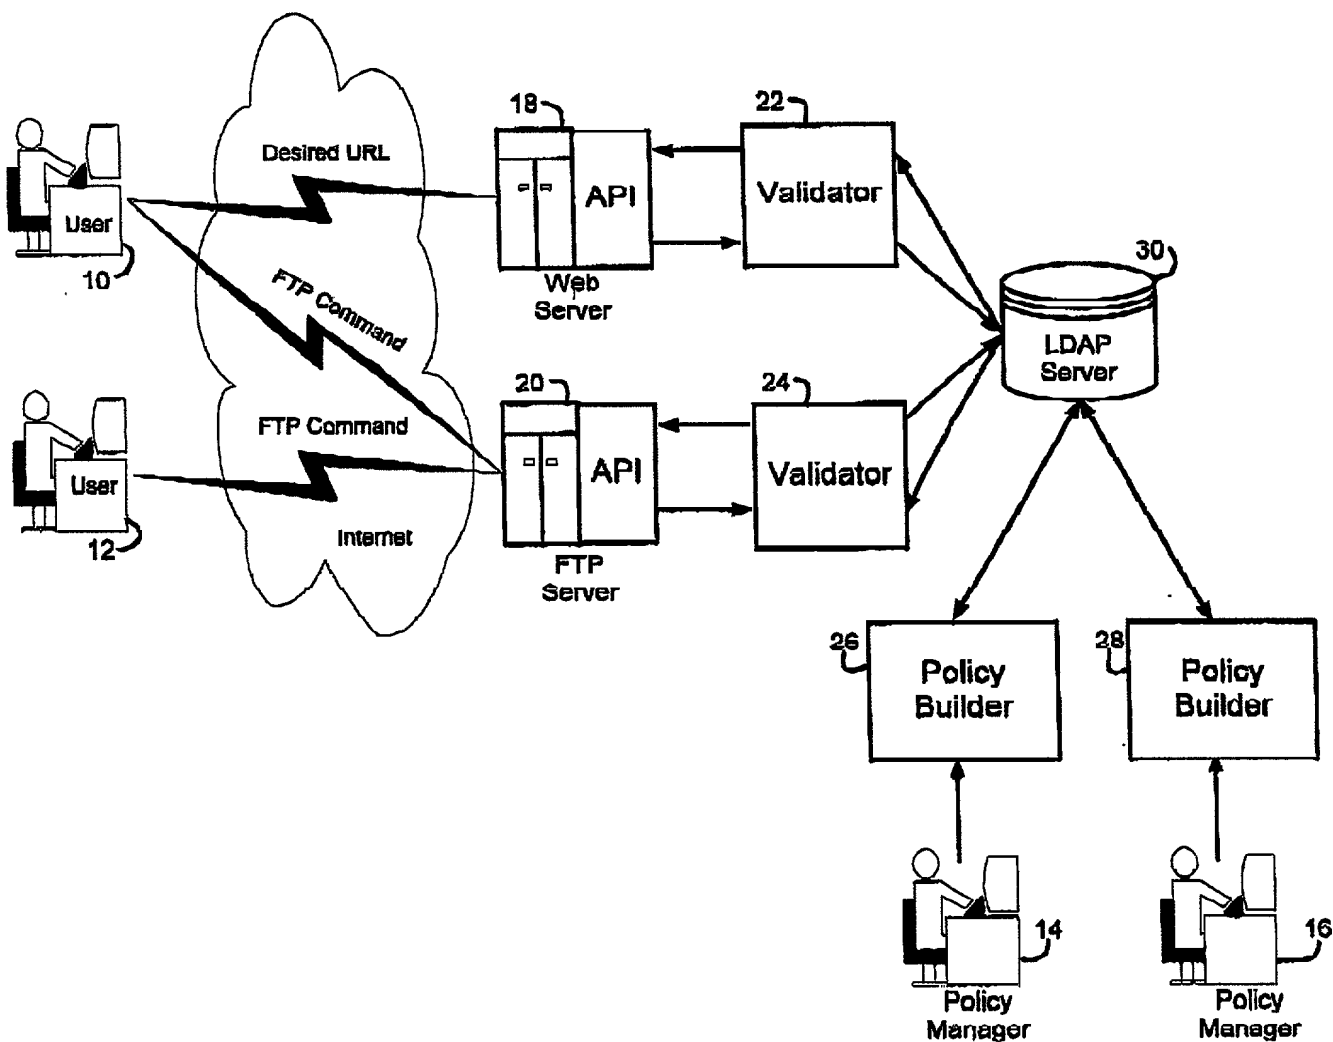 18
22
Desired URL
API
Validator
User
10
Web
Server
30
FTP Command
LDAP
Server
20
24
FTP Command
API
Validator
User
12
Internet
FTP
Server
26
Policy
Builder
28
Policy
Builder
14
Policy
Manager
16
Policy
Manager